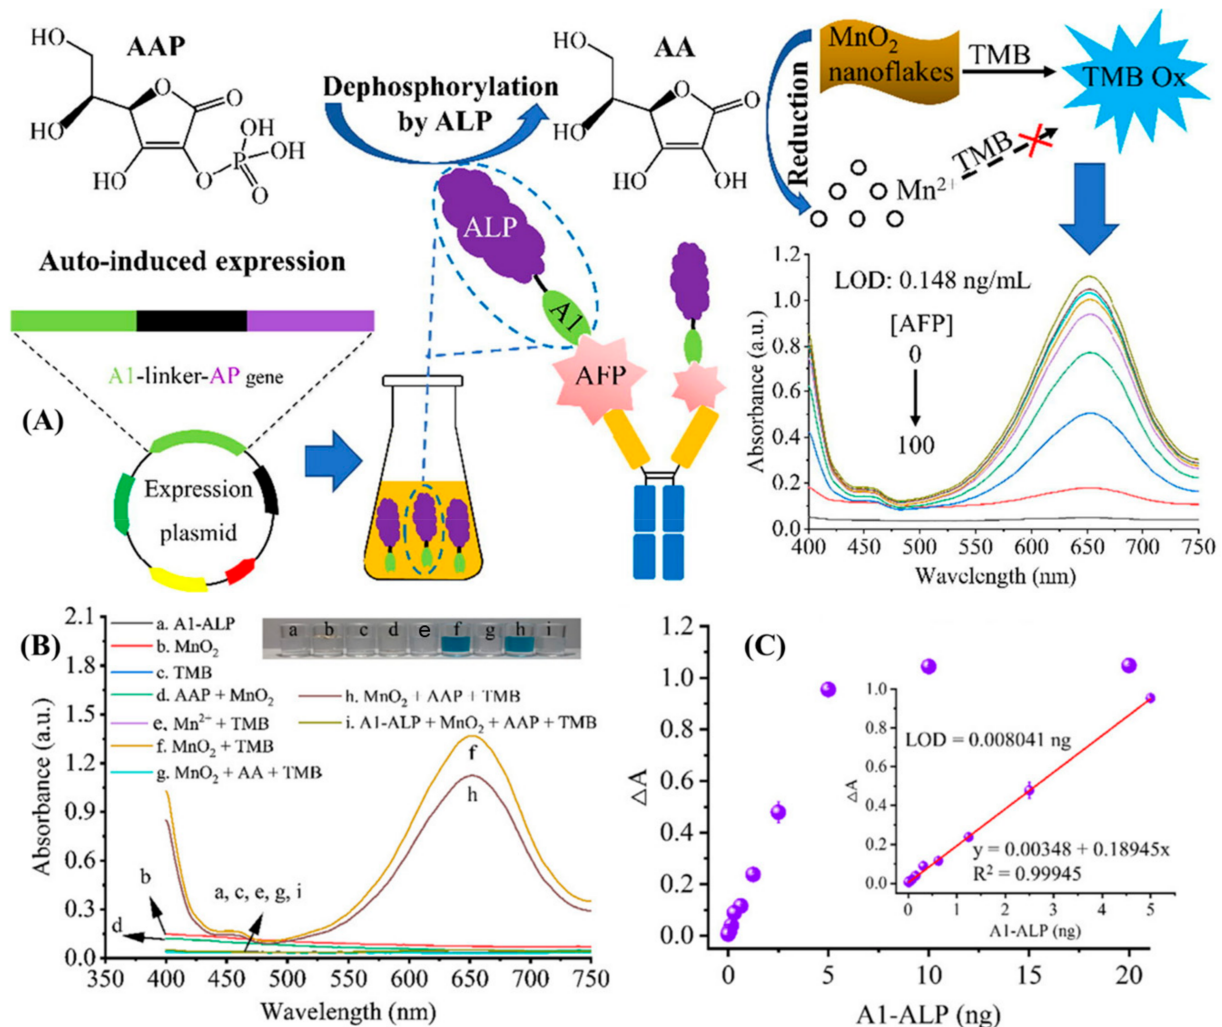 AAP
HO
HO
HO
O
O
O
P
OH
OH
O
Dephosphorylation
by ALP
AA
HO
HO
HO
OH
O
O
Reduction
MnO₂
nanoflakes
TMB
TMB Ox
TMB
Mn²⁺
Auto-induced expression
A1-linker-AP gene
(A)
Expression
plasmid
ALP
A1
AFP
LOD: 0.148 ng/mL
[AFP]
0
100
Absorbance (a.u.)
1.2
1.0
0.8
0.6
0.4
0.2
0.0
400 450 500 550 600 650 700 750
Wavelength (nm)
(B)
a b c d e f g h i
a. A1-ALP
b. MnO₂
c. TMB
d. AAP + MnO₂
e, Mn²⁺ + TMB
f. MnO₂ + TMB
g. MnO₂ + AA + TMB
h. MnO₂ + AAP + TMB
i. A1-ALP + MnO₂ + AAP + TMB
f
h
b
d
a, c, e, g, i
Absorbance (a.u.)
2.1
1.8
1.5
1.2
0.9
0.6
0.3
0.0
350 400 450 500 550 600 650 700 750
Wavelength (nm)
(C)
△A
1.2
1.0
0.8
0.6
0.4
0.2
0.0
0 5 10 15 20
A1-ALP (ng)
LOD = 0.008041 ng
y = 0.00348 + 0.18945x
R² = 0.99945
△A
1.0
0.8
0.6
0.4
0.2
0.0
0 1 2 3 4 5
A1-ALP (ng)